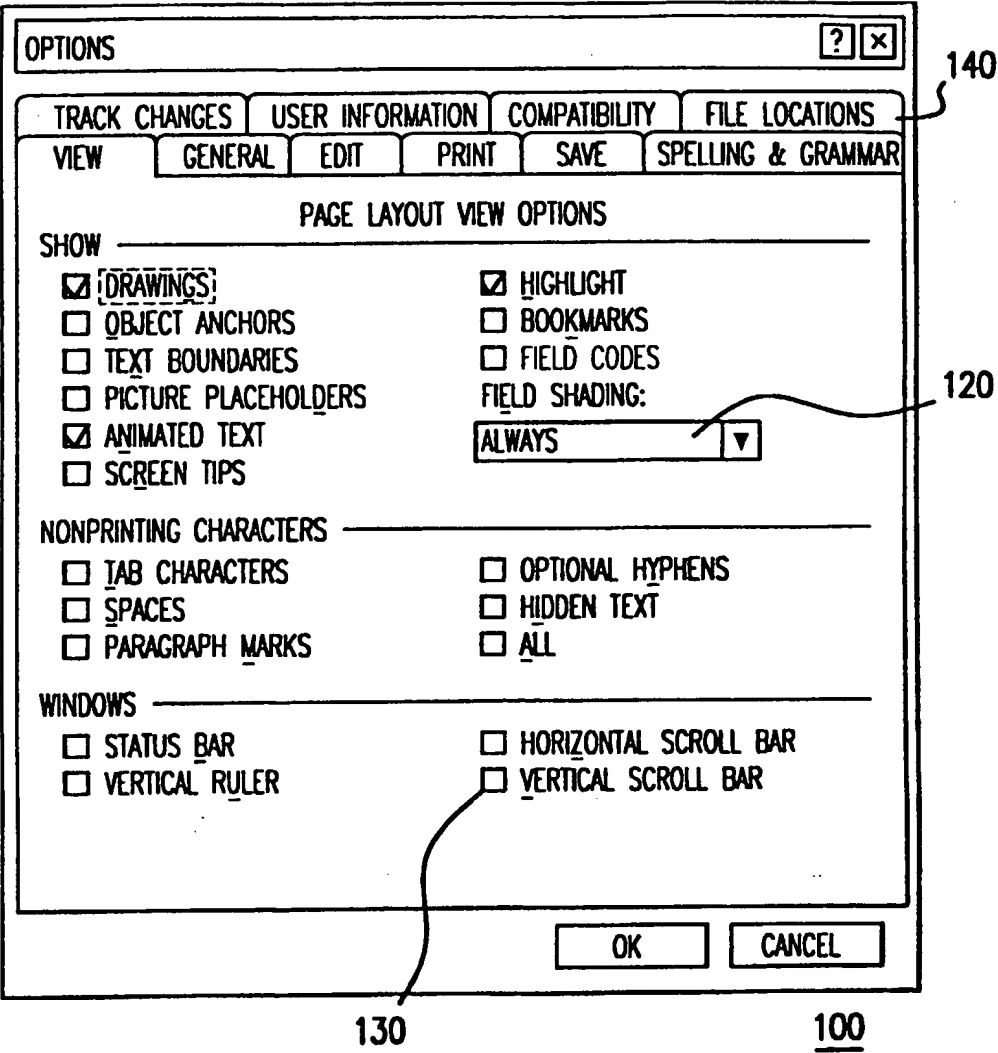 OPTIONS ? ×
140
TRACK CHANGES USER INFORMATION COMPATIBILITY FILE LOCATIONS
VIEW GENERAL EDIT PRINT SAVE SPELLING & GRAMMAR
PAGE LAYOUT VIEW OPTIONS
SHOW
DRAWINGS HIGHLIGHT
OBJECT ANCHORS BOOKMARKS
TEXT BOUNDARIES FIELD CODES
PICTURE PLACEHOLDERS FIELD SHADING:
120
ANIMATED TEXT ALWAYS
SCREEN TIPS
NONPRINTING CHARACTERS
TAB CHARACTERS OPTIONAL HYPHENS
SPACES HIDDEN TEXT
PARAGRAPH MARKS ALL
WINDOWS
STATUS BAR HORIZONTAL SCROLL BAR
VERTICAL RULER VERTICAL SCROLL BAR
OK CANCEL
130
100